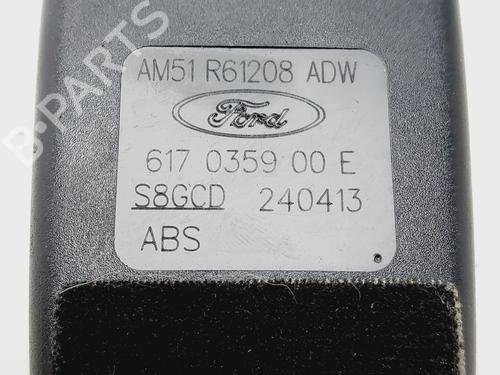 AM51 R61208 ADW
Ford
617 0359 00 E
S8GCD 240413
ABS
B-PARTS